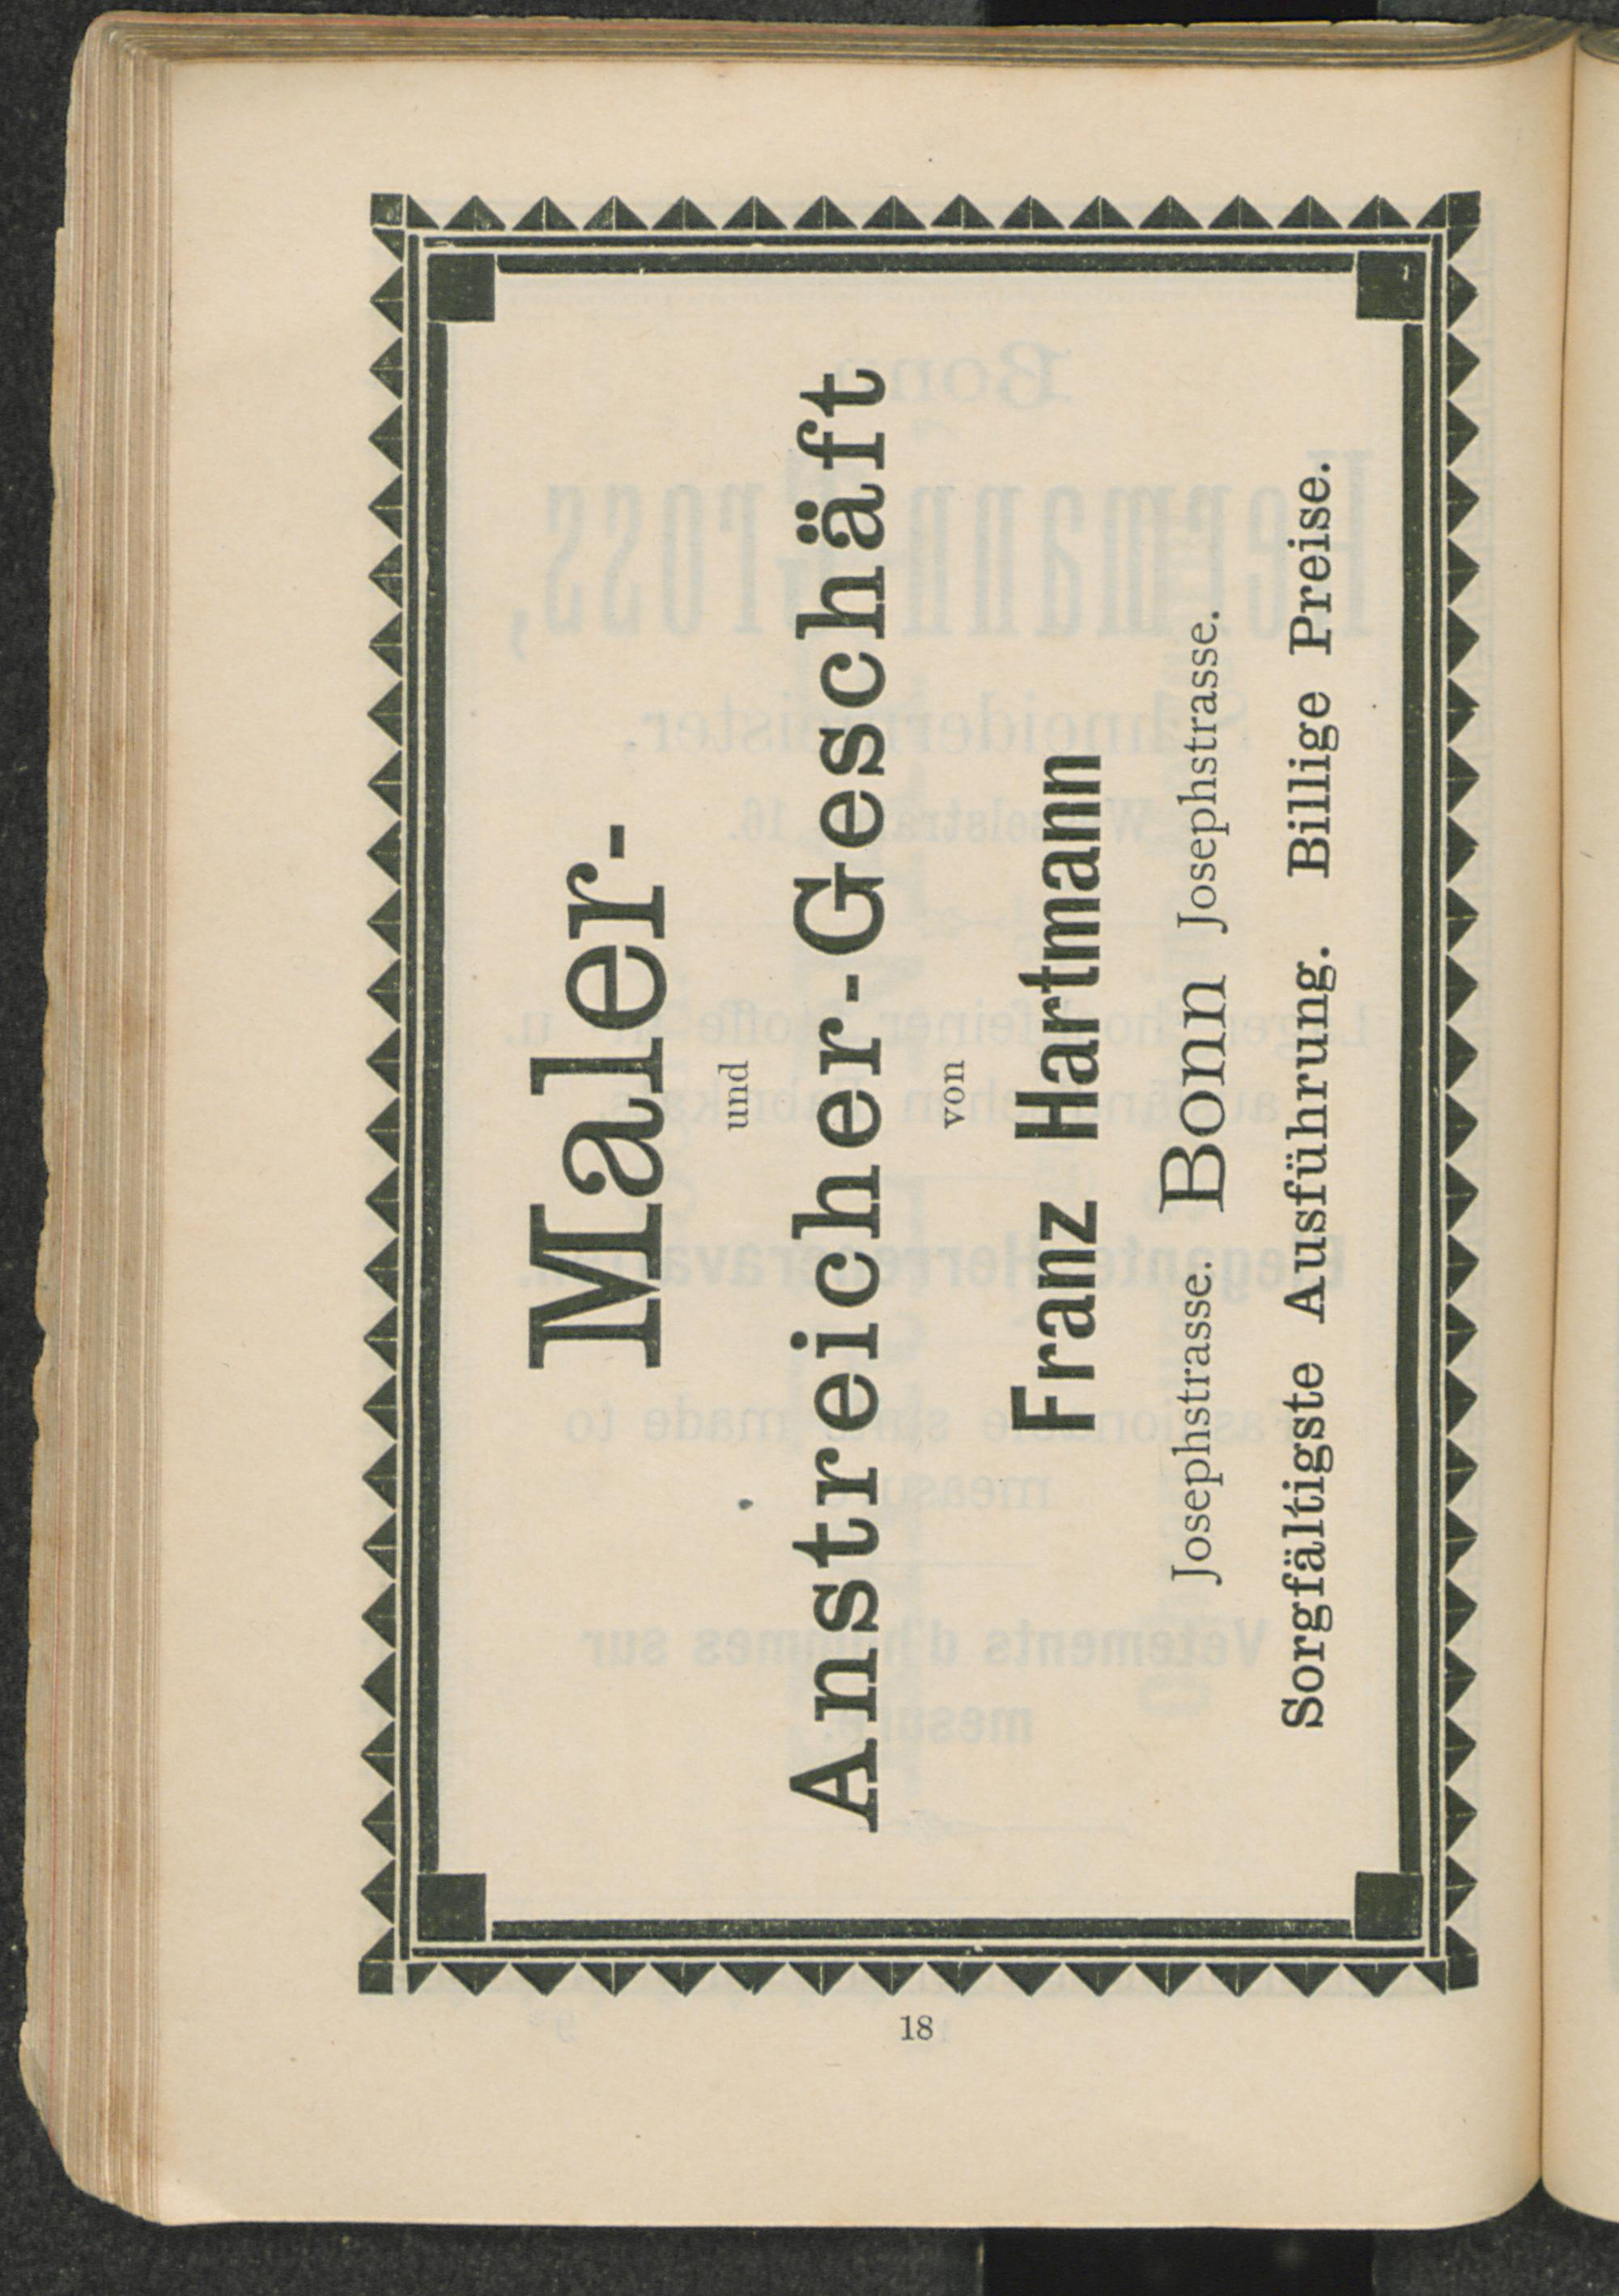 Maler-
und
Anstreicher-Geschäft
von
Franz Hartmann
Josephstrasse. Bonn Josephstrasse.
Sorgfältigste Ausführung. Billige Preise.
18